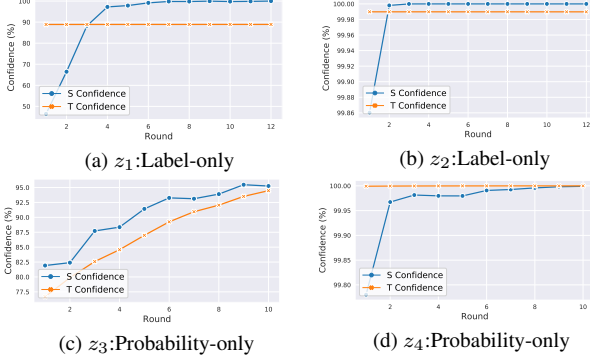 100
90
80
70
60
50
Confidence (%)
S Confidence
T Confidence
2 4 6 8 10 12
Round
(a) z1:Label-only
100.00
99.98
99.96
99.94
99.92
99.90
99.88
99.86
Confidence (%)
S Confidence
T Confidence
2 4 6 8 10 12
Round
(b) z2:Label-only
95.0
92.5
90.0
87.5
85.0
82.5
80.0
77.5
Confidence (%)
S Confidence
T Confidence
2 4 6 8 10
Round
(c) z3:Probability-only
100.00
99.95
99.90
99.85
99.80
Confidence (%)
S Confidence
T Confidence
2 4 6 8 10
Round
(d) z4:Probability-only